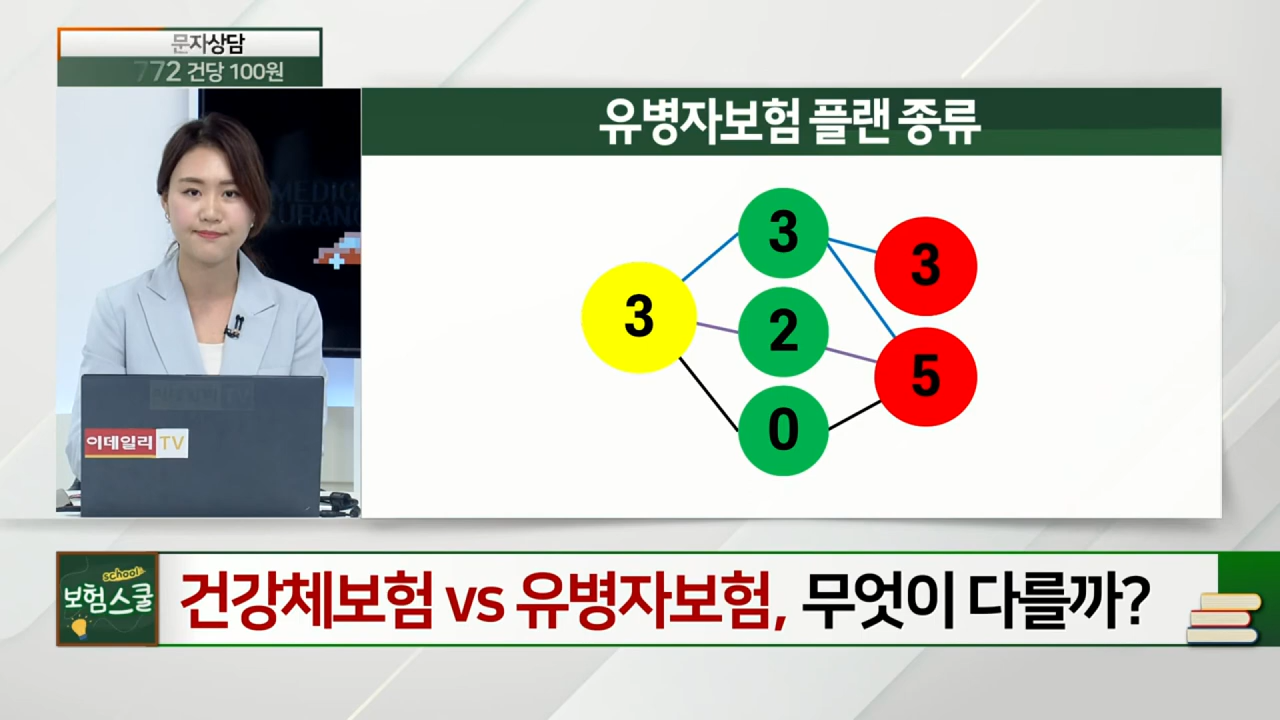 문자상담
772 건당 100원
유병자보험 플랜 종류
3
3
3
2
5
0
이데일리TV
school
보험스쿨
건강체보험 vs 유병자보험, 무엇이 다를까?